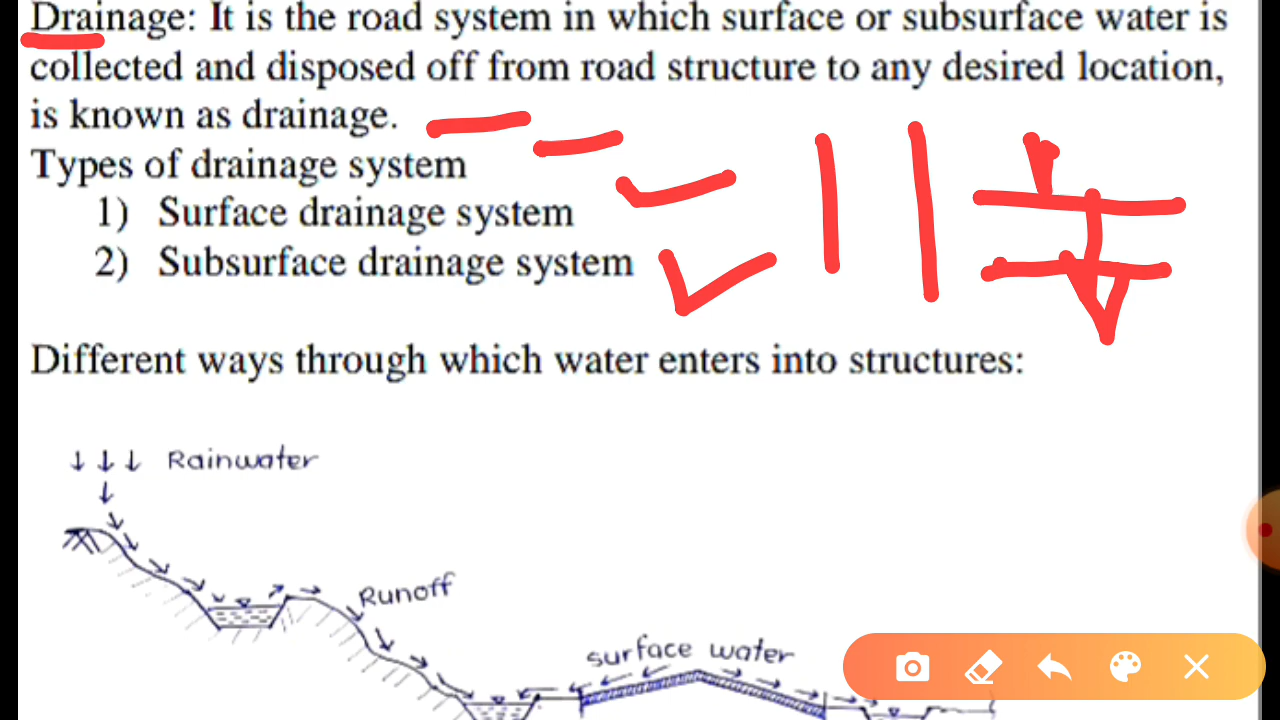 Drainage: It is the road system in which surface or subsurface water is
collected and disposed off from road structure to any desired location,
is known as drainage.
Types of drainage system
1) Surface drainage system
2) Subsurface drainage system
Different ways through which water enters into structures:
Rainwater
Runoff
surface water